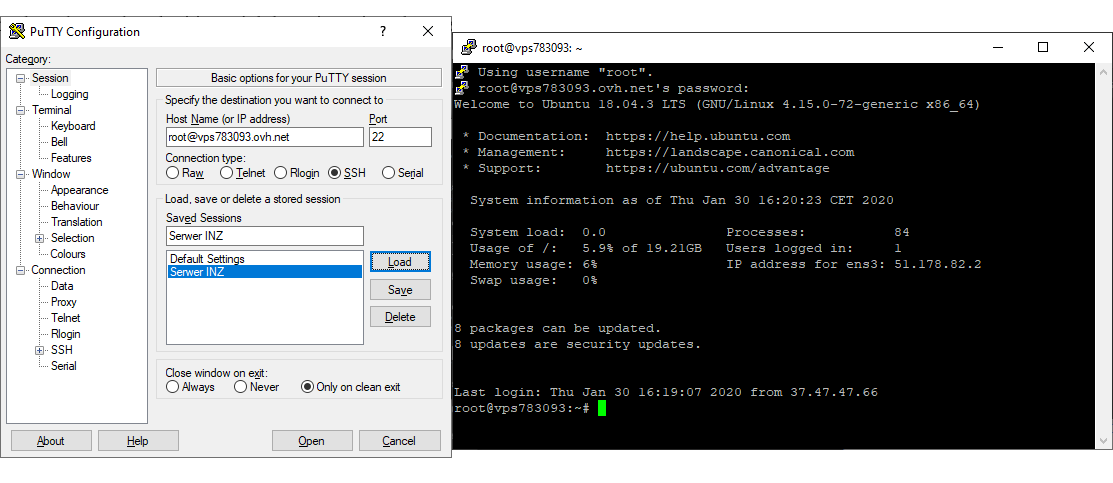 PuTTY Configuration
?
Category:
Session
Logging
Terminal
Keyboard
Bell
Features
Window
Appearance
Behaviour
Translation
Selection
Colours
Connection
Data
Proxy
Telnet
Rlogin
SSH
Serial
Basic options for your PuTTY session
Specify the destination you want to connect to
Host Name (or IP address) Port
root@vps783093.ovh.net 22
Connection type:
Raw Telnet Rlogin SSH Serial
Load, save or delete a stored session
Saved Sessions
Serwer INZ
Default Settings
Serwer INZ
Load
Save
Delete
Close window on exit:
Always Never Only on clean exit
About Help Open Cancel
root@vps783093: ~
Using username "root".
root@vps783093.ovh.net's password:
Welcome to Ubuntu 18.04.3 LTS (GNU/Linux 4.15.0-72-generic x86_64)
* Documentation: https://help.ubuntu.com
* Management: https://landscape.canonical.com
* Support: https://ubuntu.com/advantage
System information as of Thu Jan 30 16:20:23 CET 2020
System load: 0.0 Processes: 84
Usage of /: 5.9% of 19.21GB Users logged in: 1
Memory usage: 6% IP address for ens3: 51.178.82.2
Swap usage: 0%
8 packages can be updated.
8 updates are security updates.
Last login: Thu Jan 30 16:19:07 2020 from 37.47.47.66
root@vps783093:~#